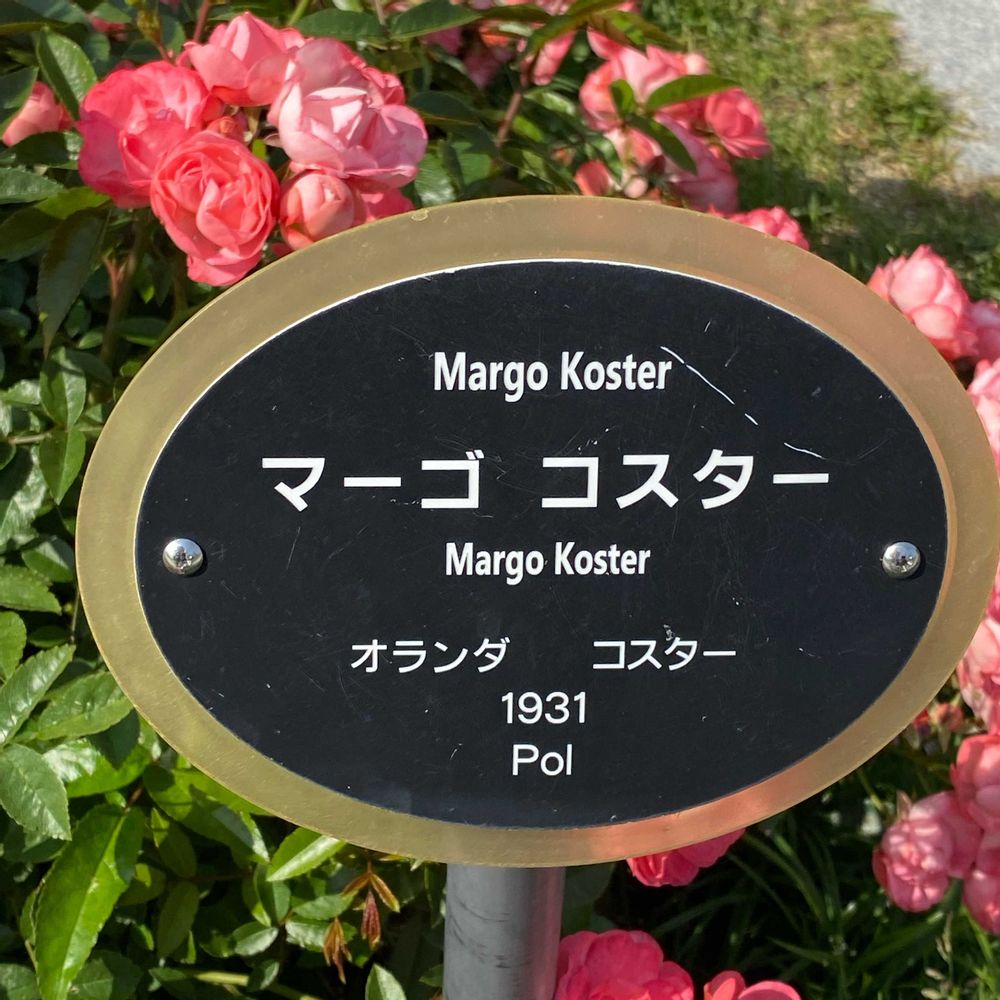 Margo Koster
マーゴ コスター
Margo Koster
オランダ コスター
1931
Pol